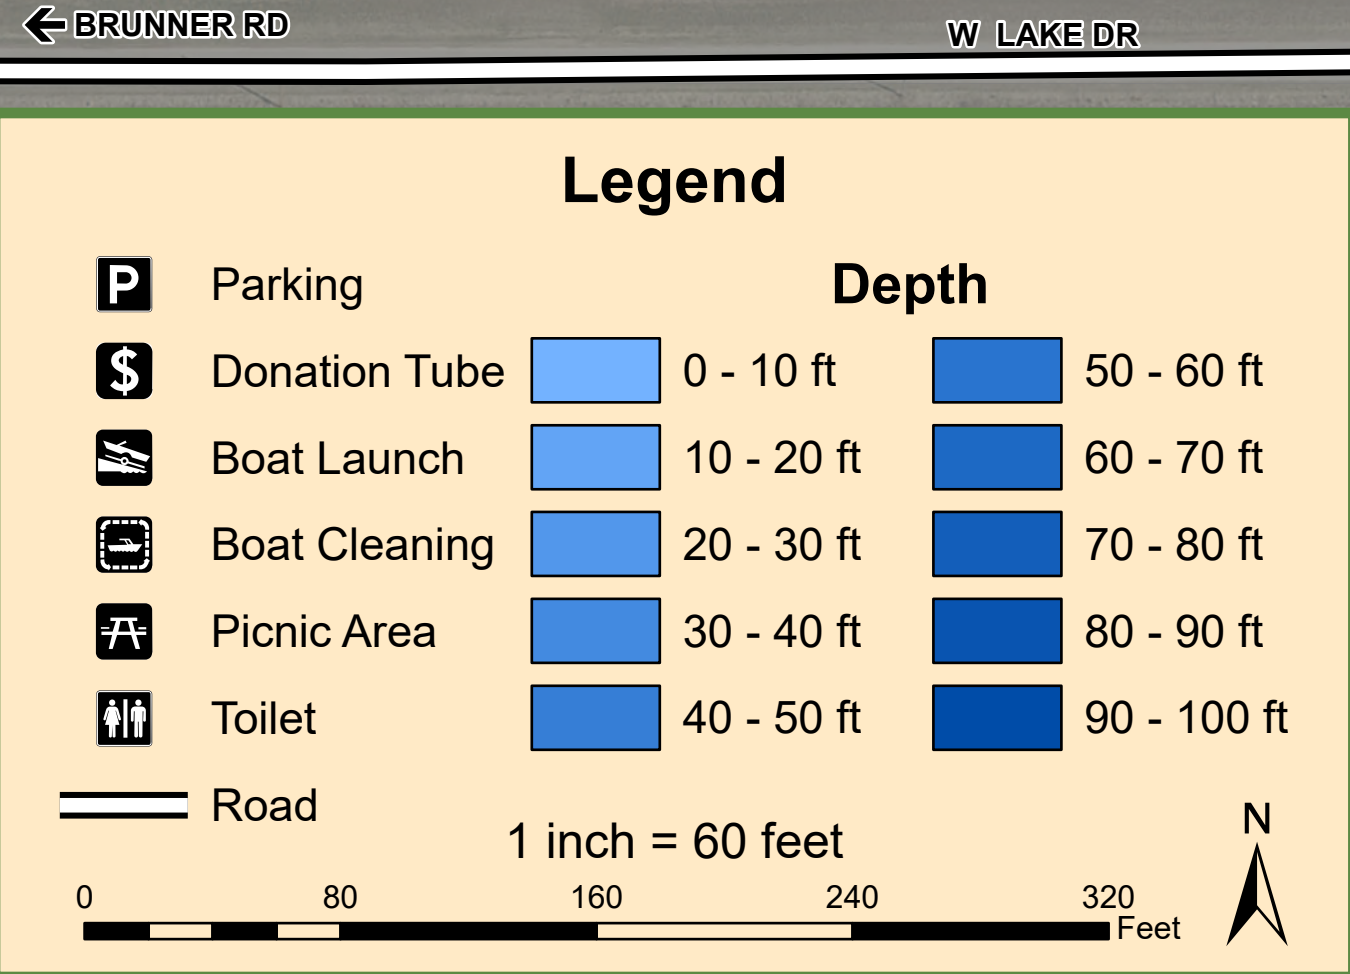 BRUNNER RD
W LAKE DR
Legend
P Parking
$ Donation Tube
Boat Launch
Boat Cleaning
Picnic Area
Toilet
Road
Depth
0 - 10 ft
10 - 20 ft
20 - 30 ft
30 - 40 ft
40 - 50 ft
50 - 60 ft
60 - 70 ft
70 - 80 ft
80 - 90 ft
90 - 100 ft
1 inch = 60 feet
0 80 160 240 320
Feet
N